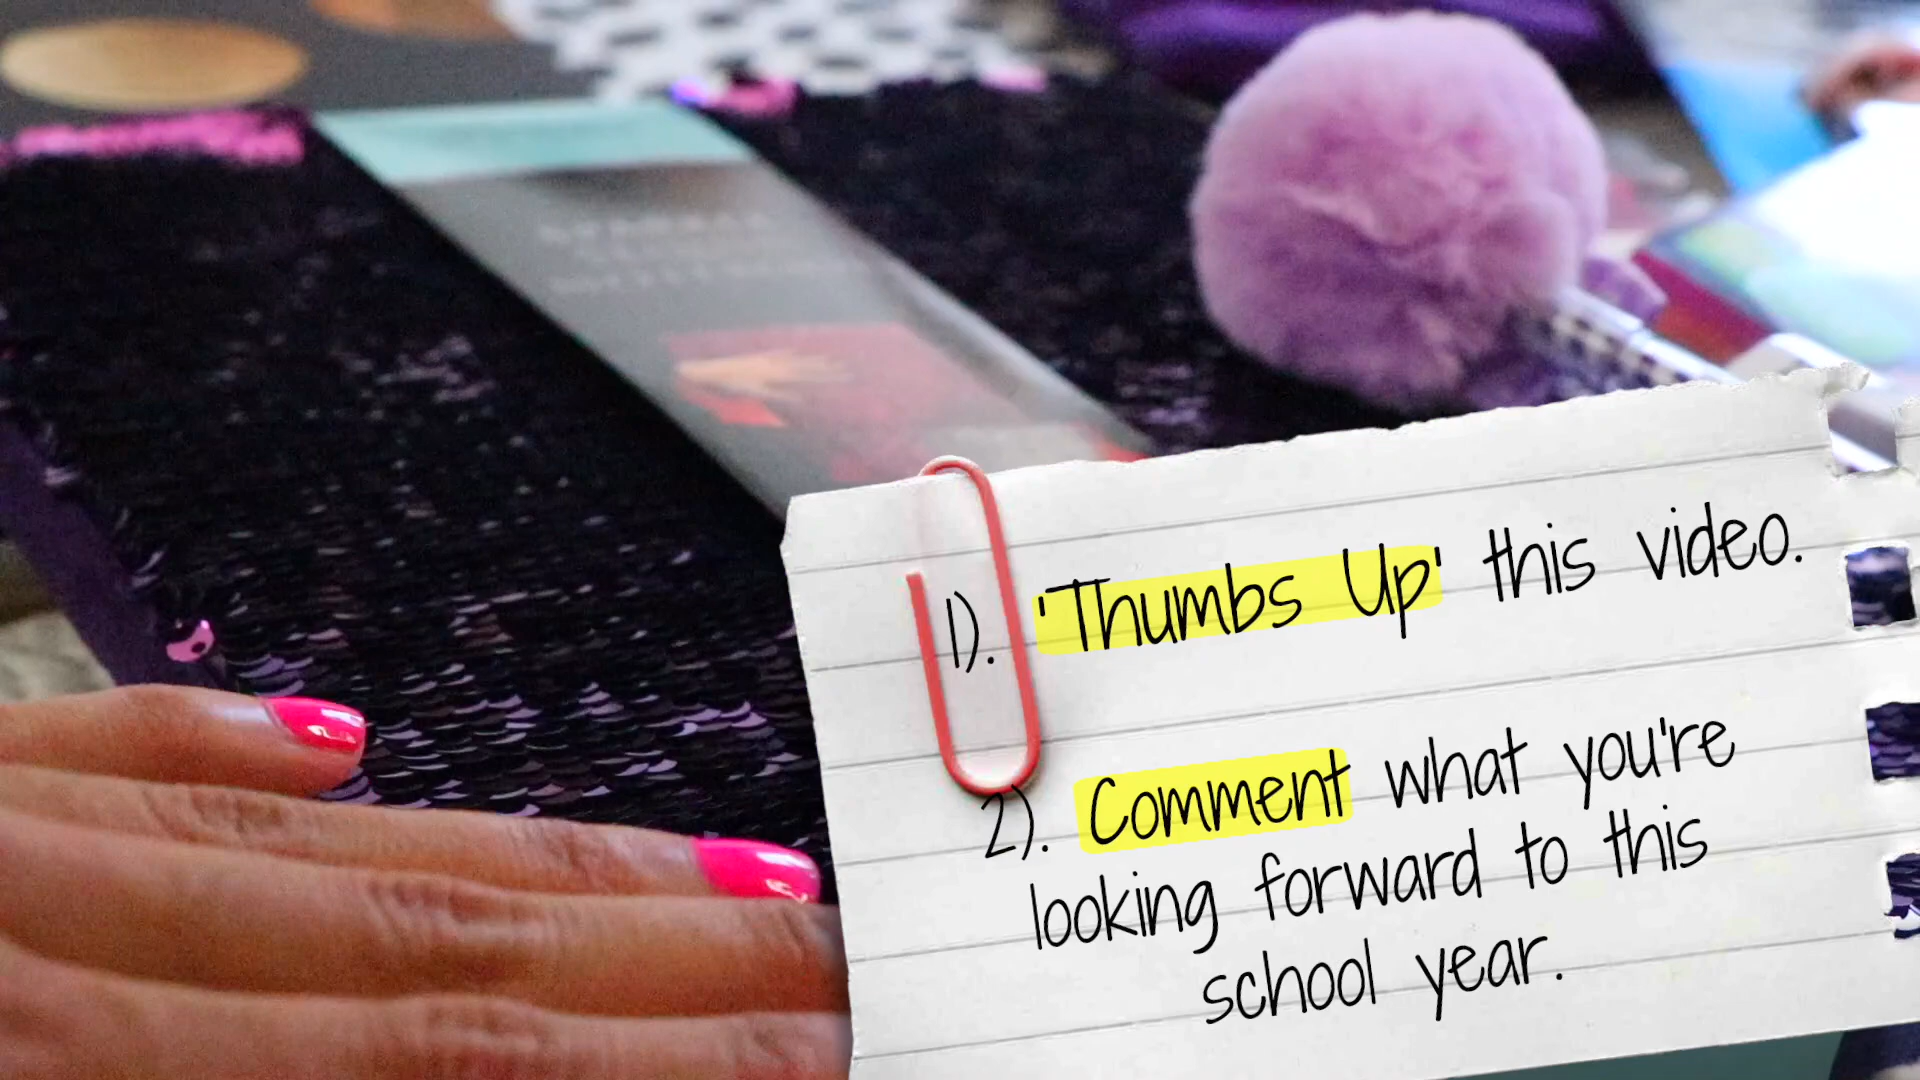 1). 'Thumbs Up' this video.
2). Comment what you're
looking forward to this
school year.